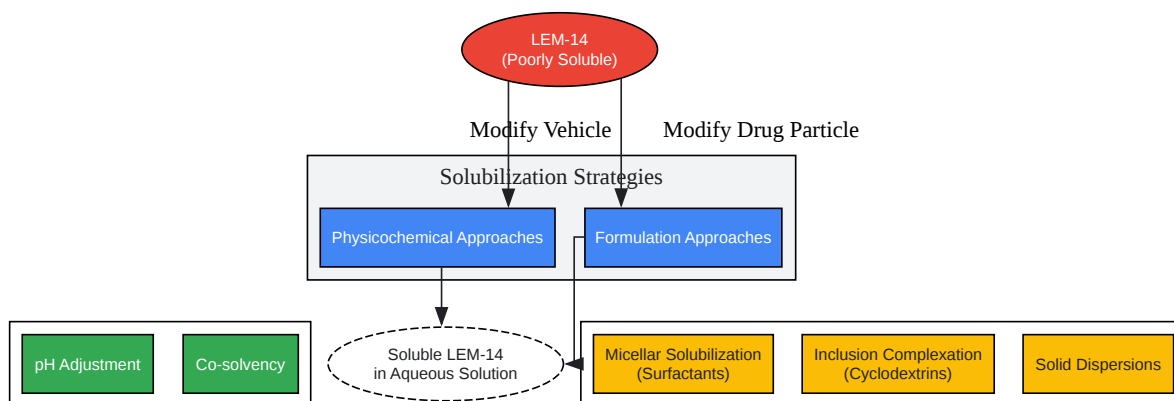 LEM-14
(Poorly Soluble)
Modify Vehicle
Modify Drug Particle
Solubilization Strategies
Physicochemical Approaches
Formulation Approaches
pH Adjustment
Co-solvency
Soluble LEM-14
in Aqueous Solution
Micellar Solubilization
(Surfactants)
Inclusion Complexation
(Cyclodextrins)
Solid Dispersions